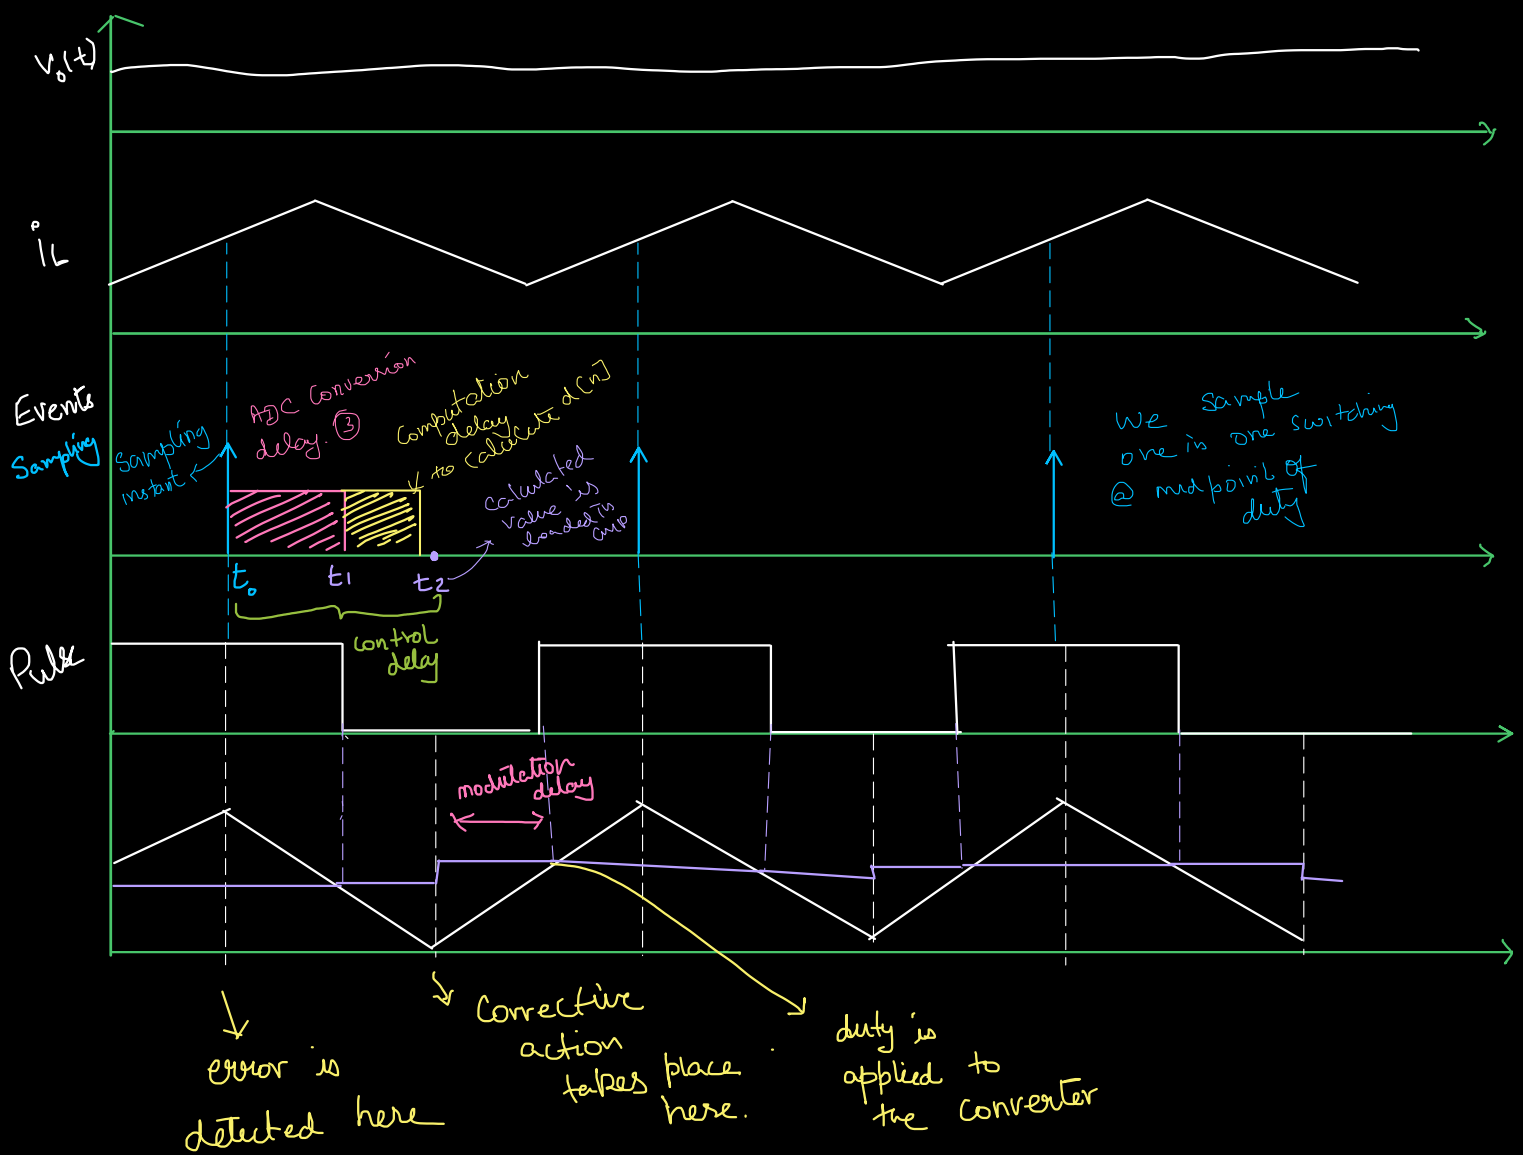 V₀(t)
iL
Events
Sampling
Sampling
instant
ADC Conversion
delay. ③
Computation
delay
to Calculate d[n]
Calculated
value is
loaded in
CMP
We Sample
one is one switching
@ midpoint of
duty
t₀ t₁ t₂
control
delay
Pulse
modulation
delay
error is
detected here
Corrective
action
takes place
here.
duty is
applied to
the converter